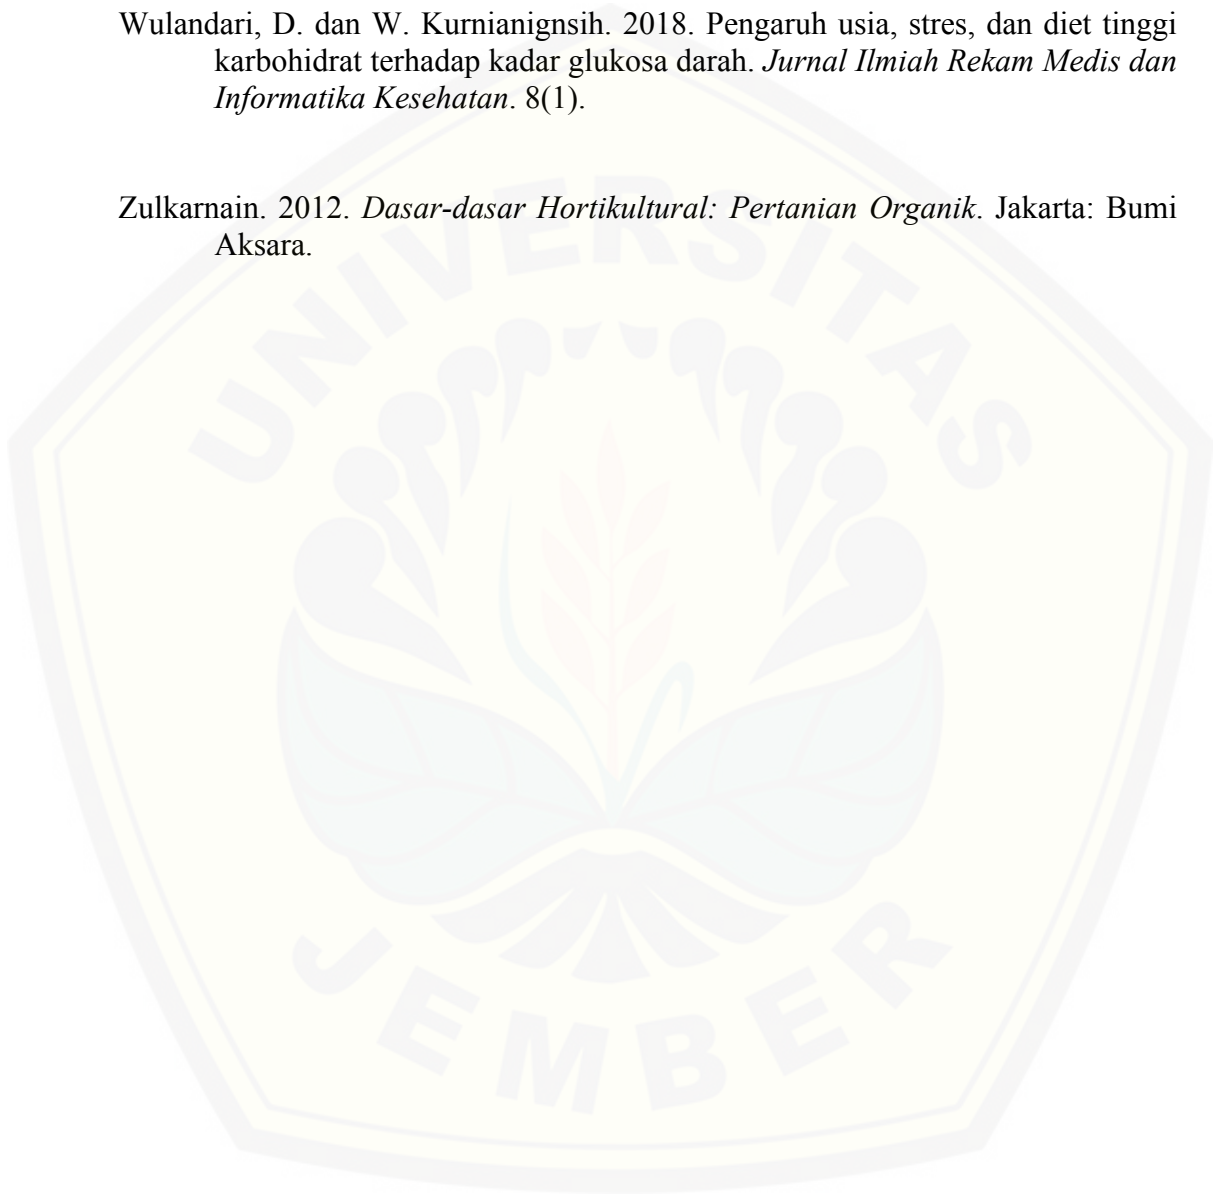 Wulandari, D. dan W. Kurnianignsih. 2018. Pengaruh usia, stres, dan diet tinggi
karbohidrat terhadap kadar glukosa darah. Jurnal Ilmiah Rekam Medis dan
Informatika Kesehatan. 8(1).
Zulkarnain. 2012. Dasar-dasar Hortikultural: Pertanian Organik. Jakarta: Bumi
Aksara.
UNIVERSITAS
JEMBER